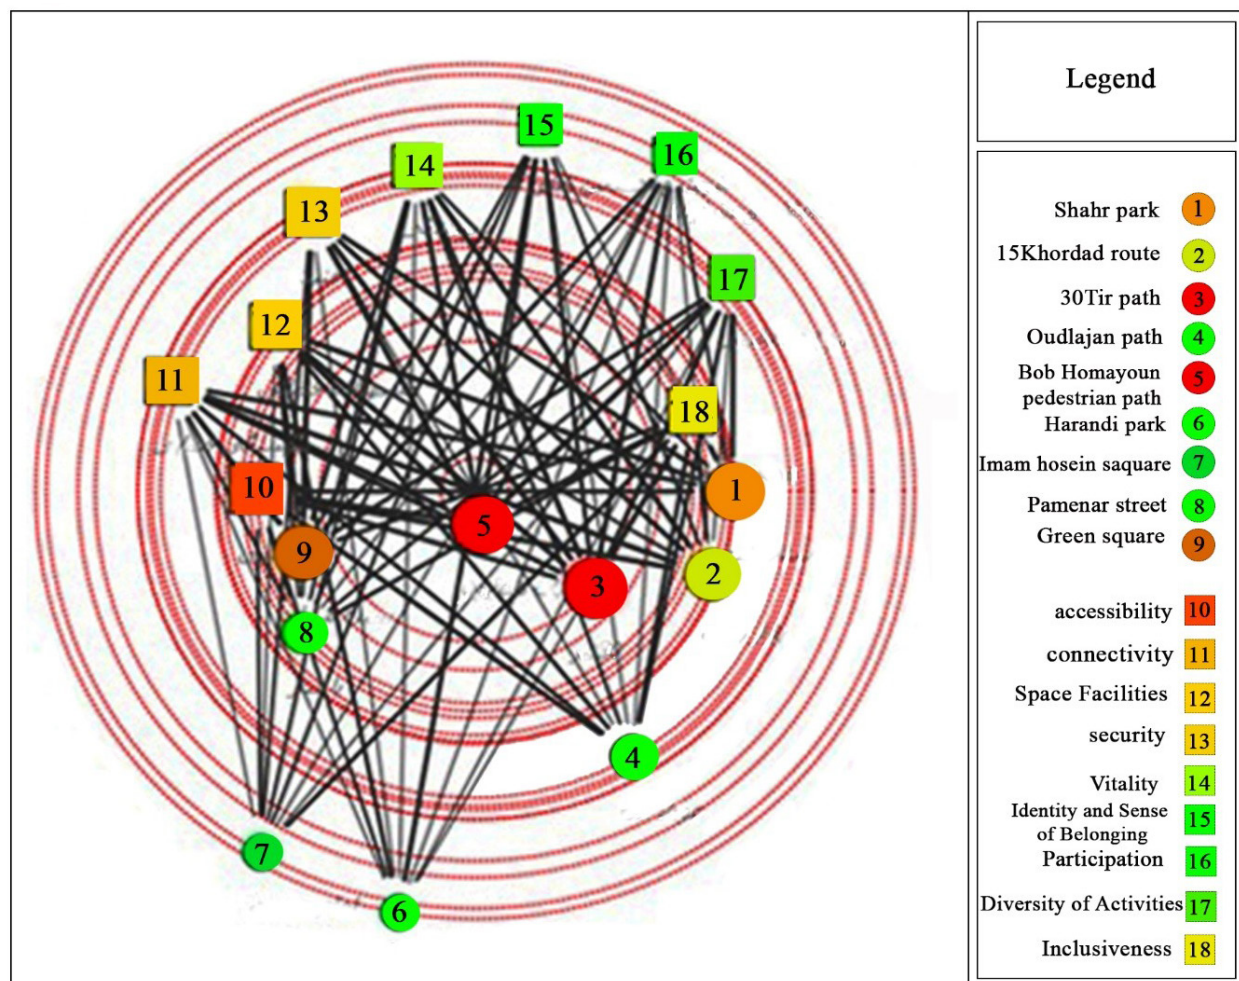 15
16
14
13
17
12
11
18
10
1
5
9
2
3
8
4
7
6
Legend
Shahr park 1
15Khordad route 2
30Tir path 3
Oudlajan path 4
Bob Homayoun 5
pedestrian path
Harandi park 6
Imam hosein saquare 7
Pamenar street 8
Green square 9
accessibility 10
connectivity 11
Space Facilities 12
security 13
Vitality 14
Identity and Sense 15
of Belonging
Participation 16
Diversity of Activities 17
Inclusiveness 18